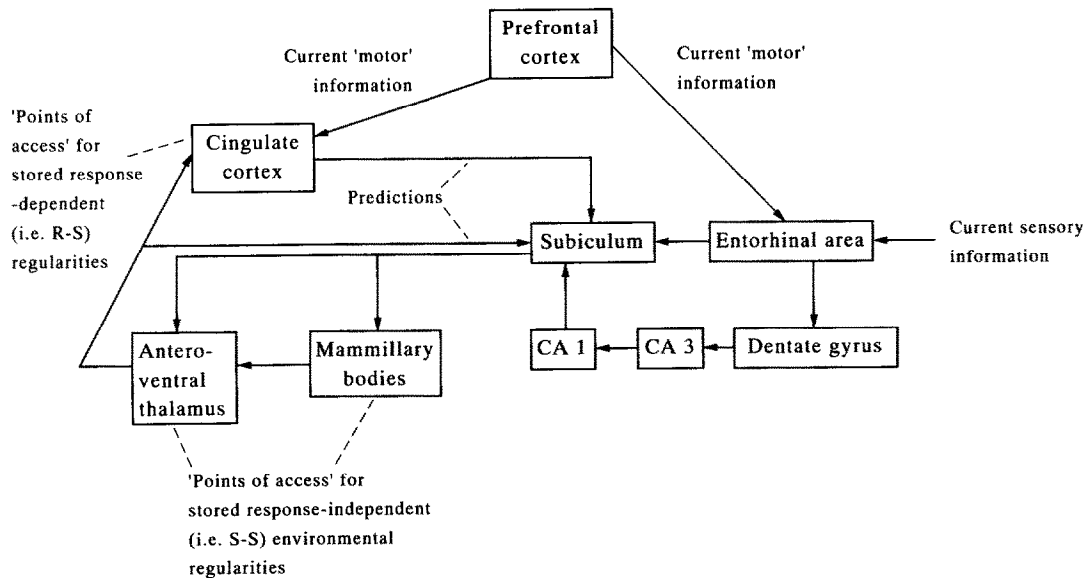 Prefrontal
cortex
Current 'motor'
information
Current 'motor'
information
'Points of
access' for
stored response
-dependent
(i.e. R-S)
regularities
Cingulate
cortex
Predictions
Subiculum
Entorhinal area
Current sensory
information
Antero-
ventral
thalamus
Mammillary
bodies
CA 1
CA 3
Dentate gyrus
'Points of access' for
stored response-independent
(i.e. S-S) environmental
regularities